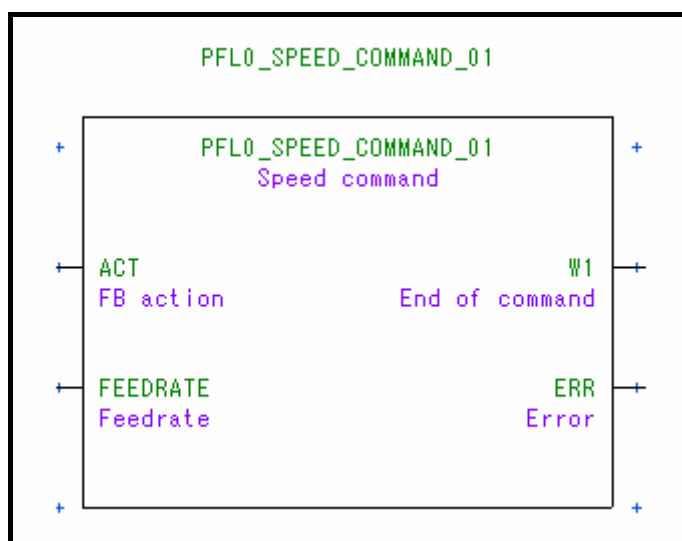 PFL0_SPEED_COMMAND_01
PFL0_SPEED_COMMAND_01
Speed command
ACT W1
FB action End of command
FEEDRATE ERR
Feedrate Error